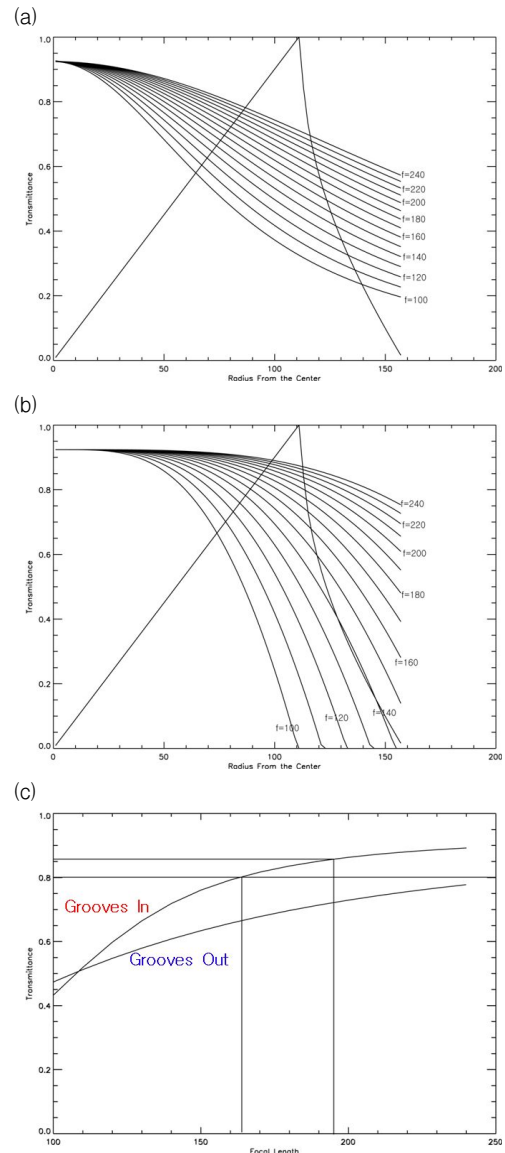 (a)
1.0
0.8
0.6
0.4
0.2
0.0
Transmittance
f=240
f=220
f=200
f=180
f=160
f=140
f=120
f=100
0
50
100
150
200
Radius From the Center
(b)
1.0
0.8
0.6
0.4
0.2
0.0
Transmittance
f=240
f=220
f=200
f=180
f=160
f=140
f=120
f=100
0
50
100
150
200
Radius From the Center
(c)
1.0
0.8
0.6
0.4
0.2
0.0
Transmittance
Grooves In
Grooves Out
100
150
200
250
Focal Length